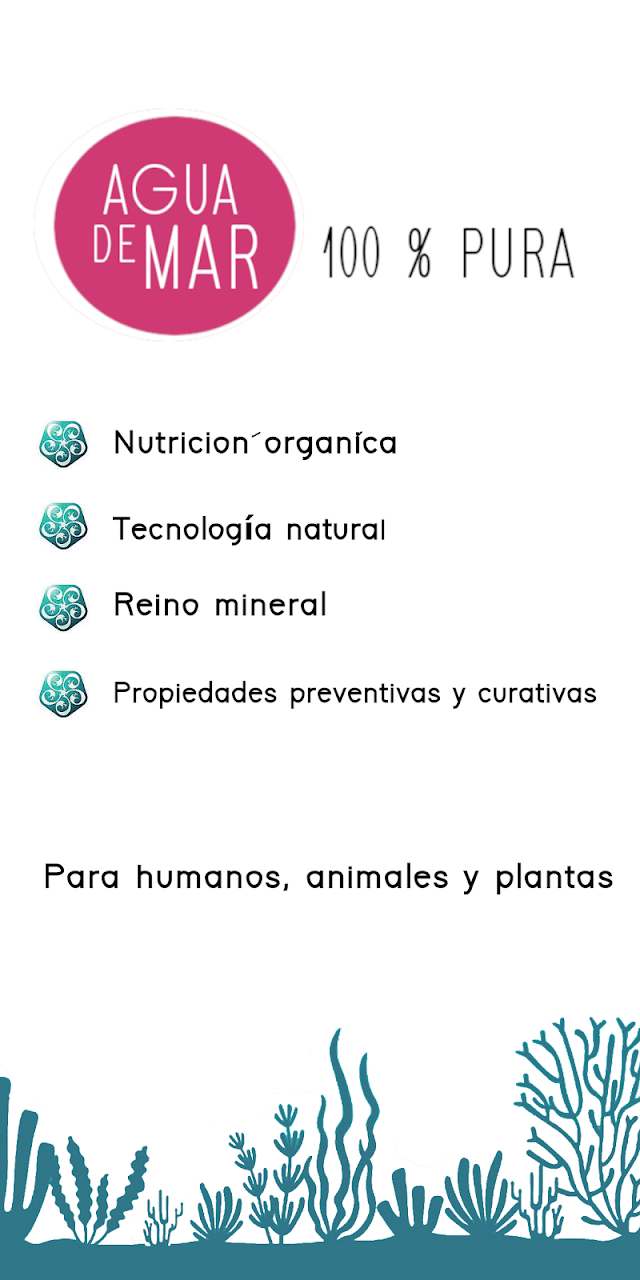 AGUA
DE MAR
100 % PURA
Nutricion´organíca
Tecnología natural
Reino mineral
Propiedades preventivas y curativas
Para humanos, animales y plantas